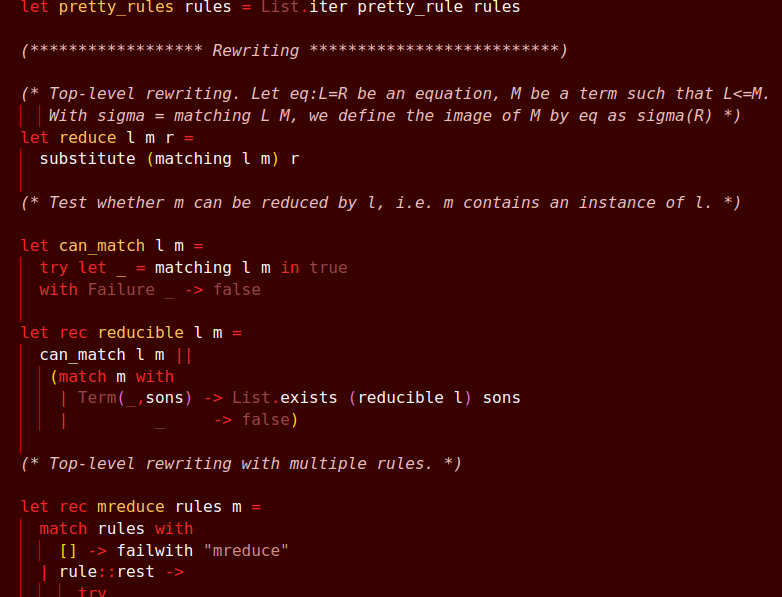 let pretty_rules rules = List.iter pretty_rule rules
(****************** Rewriting **************************)
(* Top-level rewriting. Let eq:L=R be an equation, M be a term such that L<=M.
With sigma = matching L M, we define the image of M by eq as sigma(R) *)
let reduce l m r =
substitute (matching l m) r
(* Test whether m can be reduced by l, i.e. m contains an instance of l. *)
let can_match l m =
try let _ = matching l m in true
with Failure _ -> false
let rec reducible l m =
can_match l m ||
(match m with
| Term(_,sons) -> List.exists (reducible l) sons
| _ -> false)
(* Top-level rewriting with multiple rules. *)
let rec mreduce rules m =
match rules with
[] -> failwith "mreduce"
| rule::rest ->
try